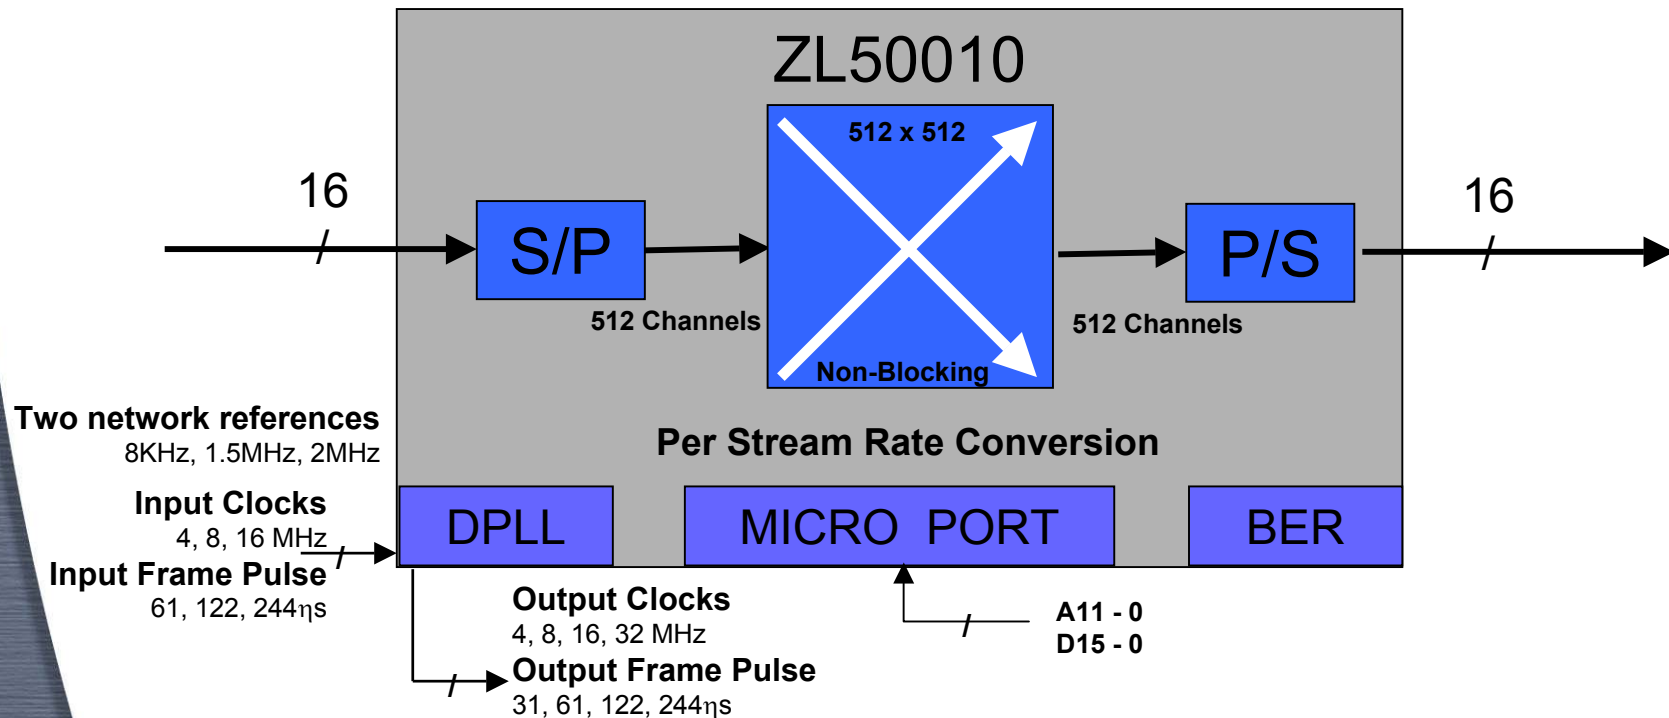 ZL50010
512 x 512
16
16
S/P
P/S
512 Channels
512 Channels
Non-Blocking
Two network references
8KHz, 1.5MHz, 2MHz
Per Stream Rate Conversion
Input Clocks
4, 8, 16 MHz
Input Frame Pulse
61, 122, 244ηs
DPLL
MICRO PORT
BER
Output Clocks
4, 8, 16, 32 MHz
Output Frame Pulse
31, 61, 122, 244ηs
A11 - 0
D15 - 0